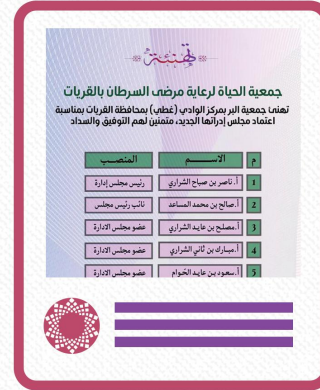 تهنئة
جمعية الحياة لرعاية مرضى السرطان بالقريات
تهنئ جمعية البر بمركز الوادي (غطي) بمحافظة القريات بمناسبة
اعتماد مجلس إدارتها الجديد، متمنين لهم التوفيق والسداد
م الاســـــم المنصـــب
1 أ. ناصر بن صباح الشراري رئيس مجلس إدارة
2 أ. صالح بن محمد المساعد نائب رئيس مجلس
3 أ. مصلح بن عايد الشراري عضو مجلس الادارة
4 أ. مبارك بن ثاني الشراري عضو مجلس الادارة
5 أ. سعود بن عايد الخوام عضو مجلس الادارة